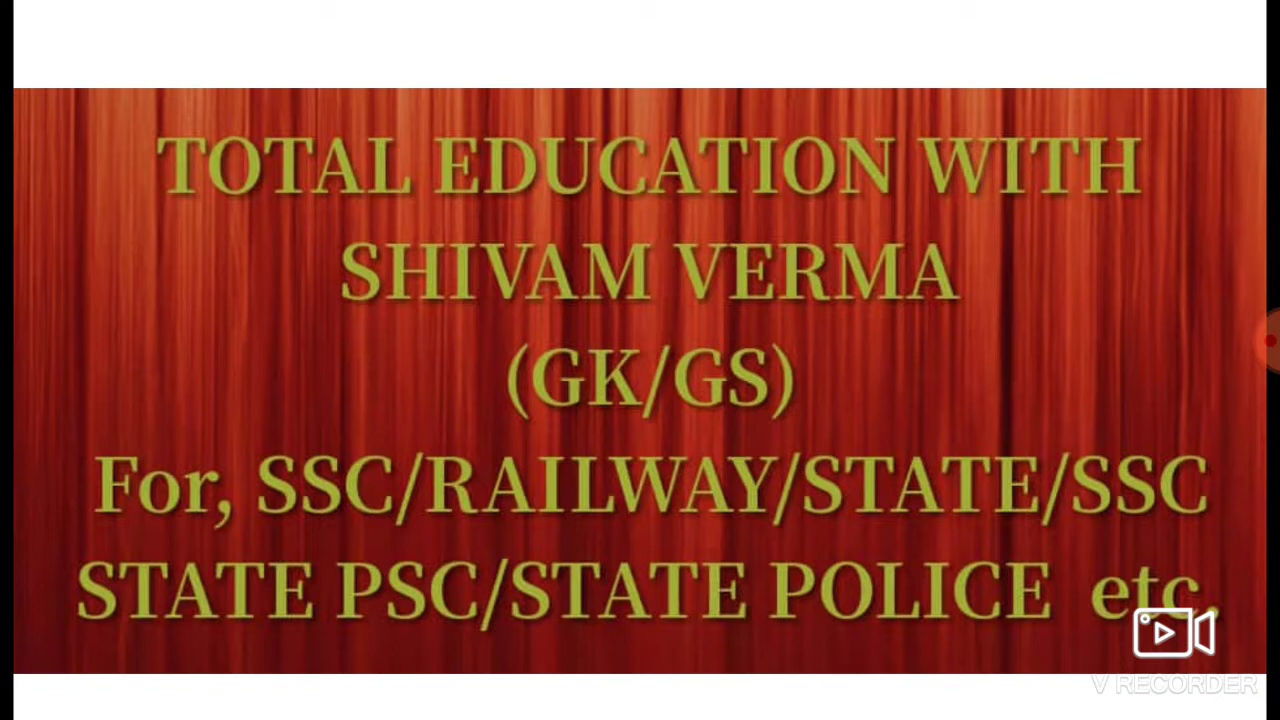 TOTAL EDUCATION WITH
SHIVAM VERMA
(GK/GS)
For, SSC/RAILWAY/STATE/SSC
STATE PSC/STATE POLICE etc.
V RECORDER